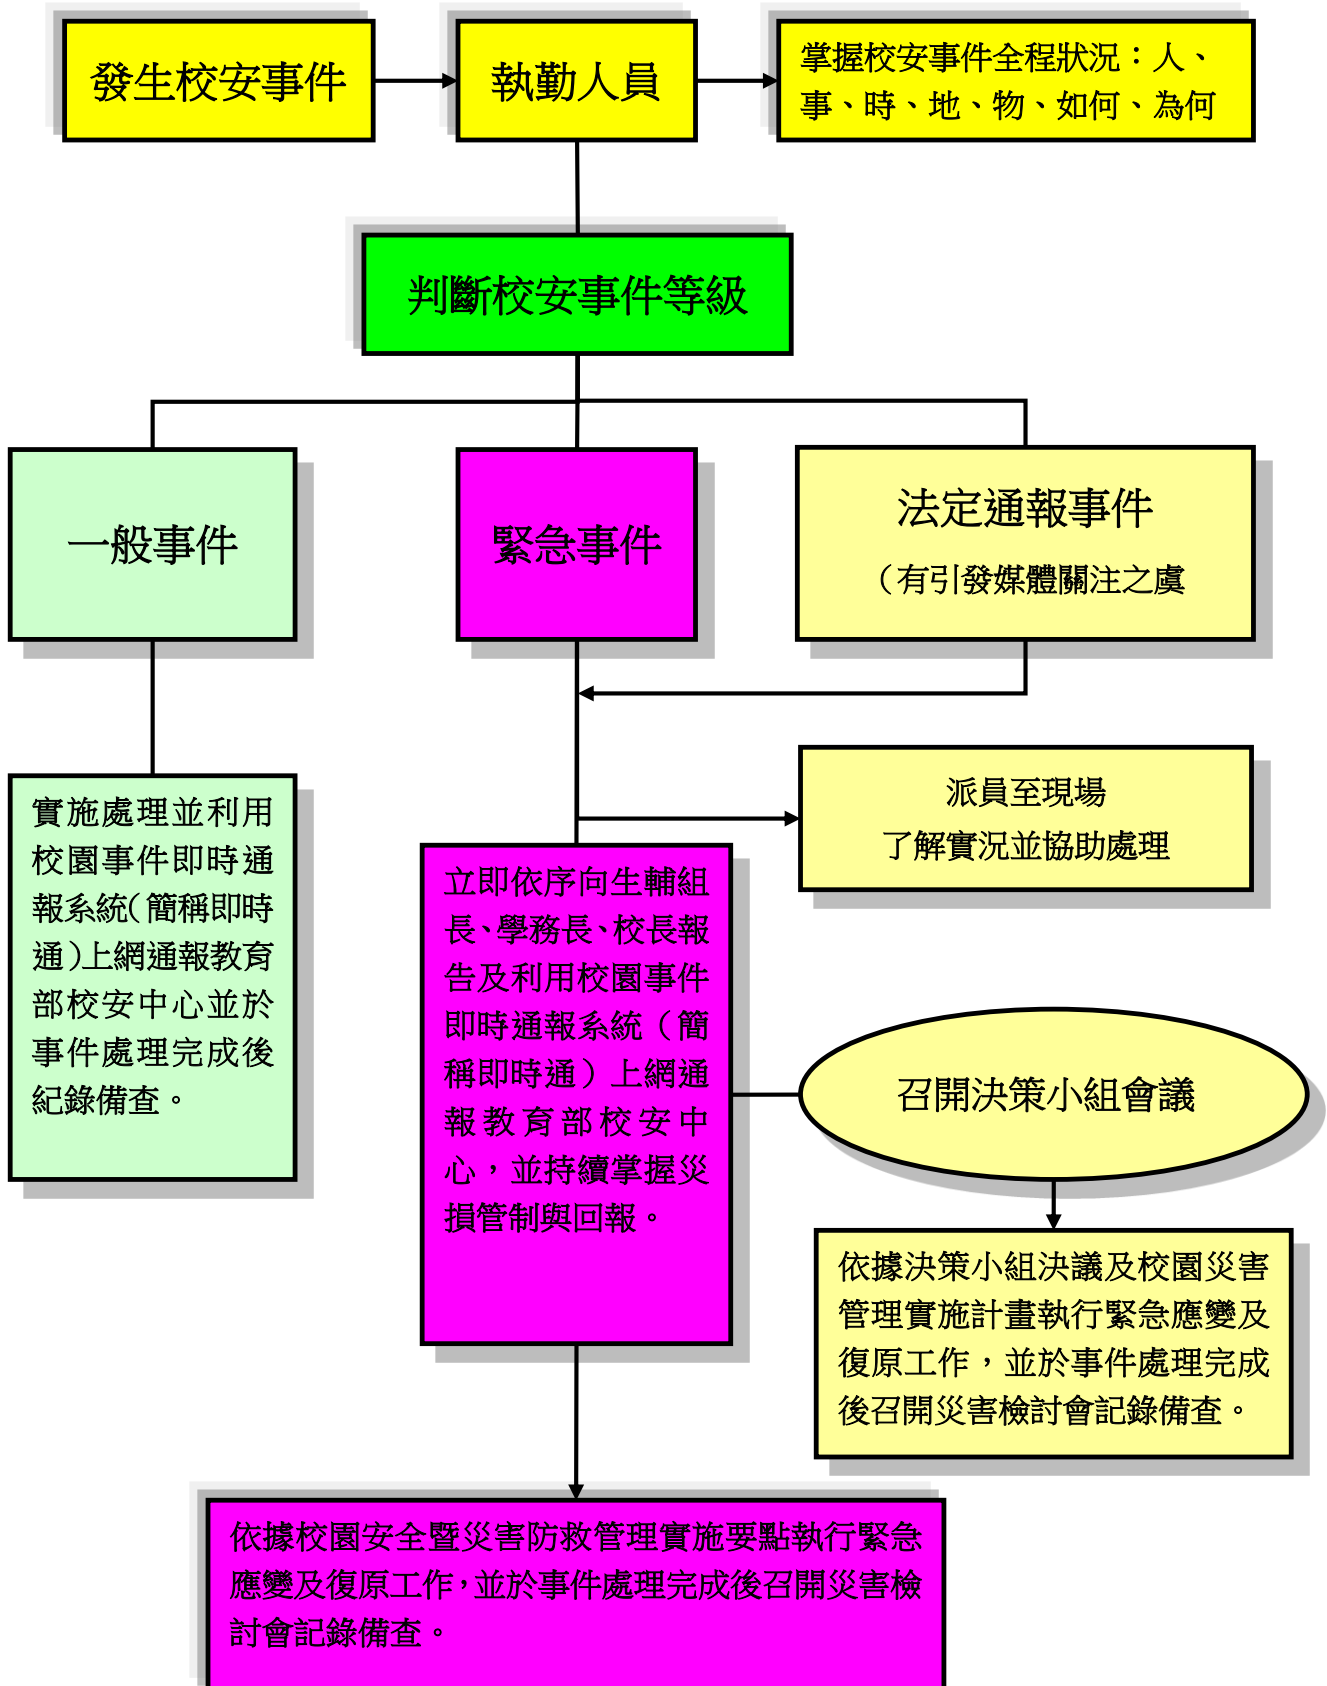 發生校安事件
執勤人員
掌握校安事件全程狀況：人、
事、時、地、物、如何、為何
判斷校安事件等級
一般事件
緊急事件
法定通報事件
（有引發媒體關注之虞
實施處理並利用
校園事件即時通
報系統(簡稱即時
通)上網通報教育
部校安中心並於
事件處理完成後
紀錄備查。
派員至現場
了解實況並協助處理
立即依序向生輔組
長、學務長、校長報
告及利用校園事件
即時通報系統（簡
稱即時通）上網通
報教育部校安中
心，並持續掌握災
損管制與回報。
召開決策小組會議
依據決策小組決議及校園災害
管理實施計畫執行緊急應變及
復原工作，並於事件處理完成
後召開災害檢討會記錄備查。
依據校園安全暨災害防救管理實施要點執行緊急
應變及復原工作，並於事件處理完成後召開災害檢
討會記錄備查。